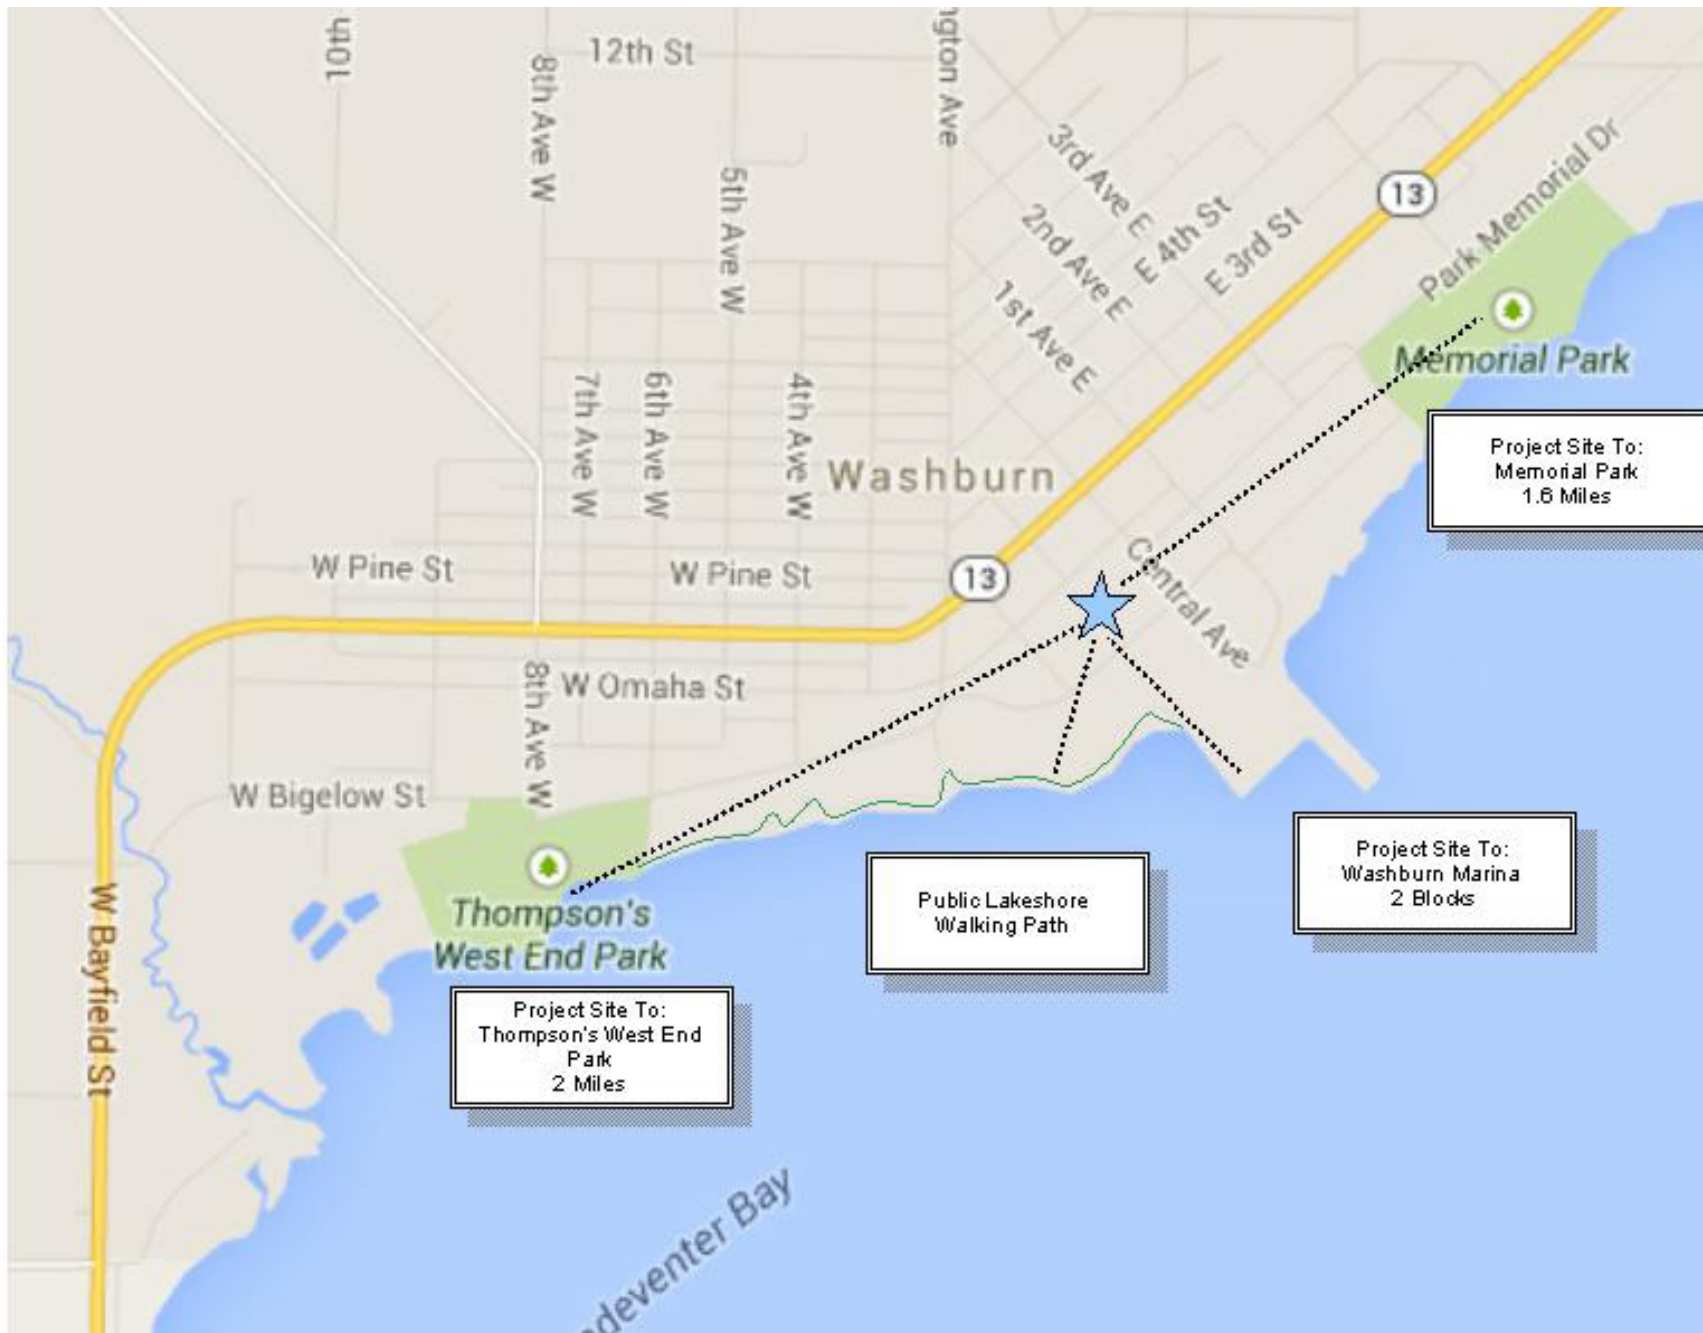 10th
8th Ave W
12th St
ngton Ave
5th Ave W
3rd Ave E
2nd Ave E
1st Ave E
E 4th St
E 3rd St
13
Park Memorial Dr
Memorial Park
Project Site To:
Memorial Park
1.6 Miles
7th Ave W
6th Ave W
4th Ave W
Washburn
W Pine St
W Pine St
13
Central Ave
8th Ave W
W Omaha St
W Bigelow St
W Bayfield St
Thompson's
West End Park
Project Site To:
Thompson's West End
Park
2 Miles
Public Lakeshore
Walking Path
Project Site To:
Washburn Marina
2 Blocks
ndeventer Bay